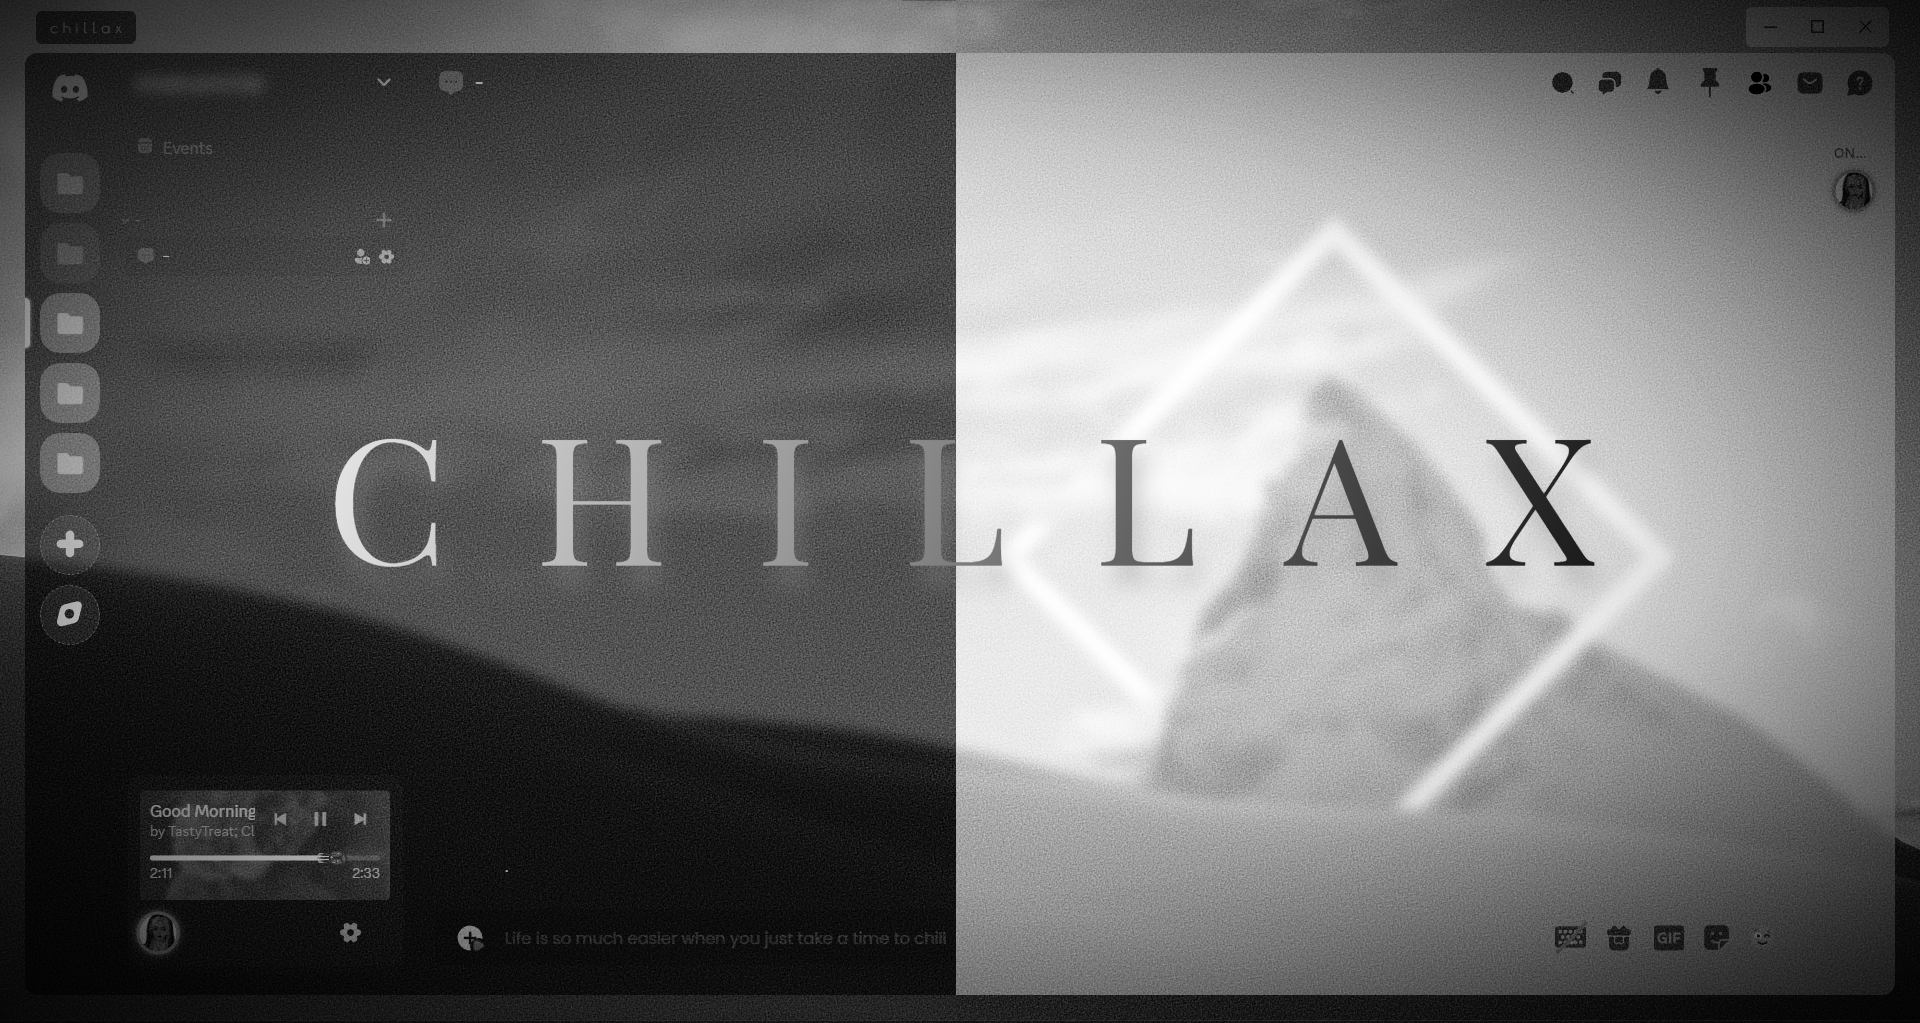 chillax
-
Events
ON...
-
-
CHILLAX
Good Morning
by TastyTreat; Cl
2:11
2:33
Life is so much easier when you just take a time to chill
GIF